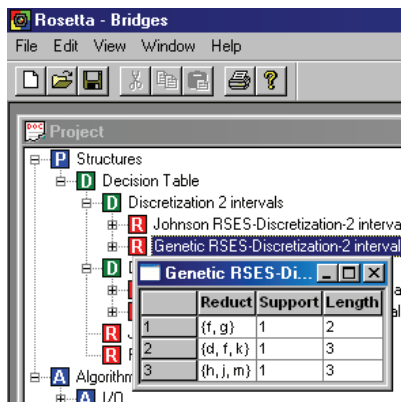 Rosetta - Bridges
File Edit View Window Help
DOC Project
P Structures
D Decision Table
D Discretization 2 intervals
R Johnson RSES-Discretization-2 interva
R Genetic RSES-Discretization-2 interval
D
Genetic RSES-Di...
Reduct Support Length
1 {f, g} 1 2
2 {d, f, k} 1 3
3 {h, j, m} 1 3
R
R
A Algorithm
A I/O